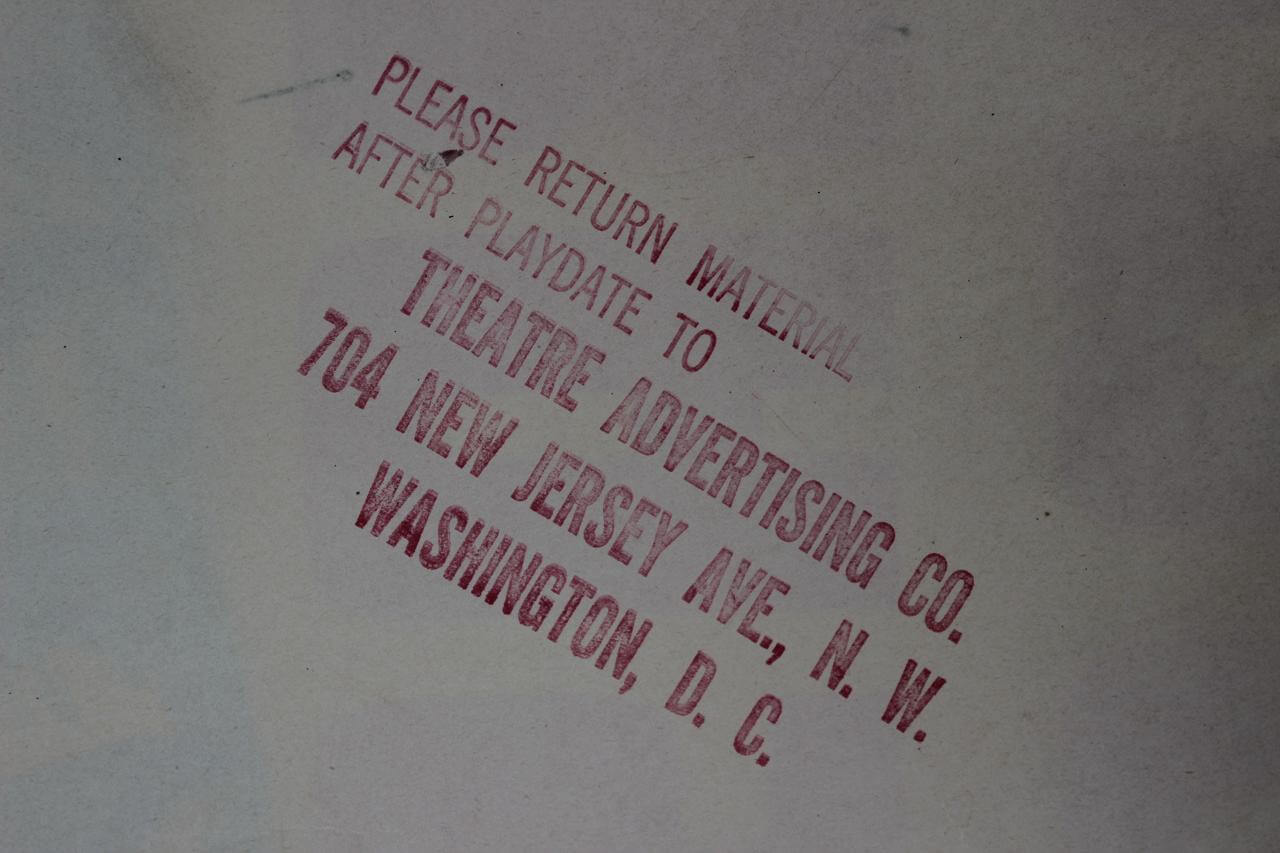 PLEASE RETURN MATERIAL
AFTER PLAYDATE TO
THEATRE ADVERTISING CO.
704 NEW JERSEY AVE., N. W.
WASHINGTON, D. C.